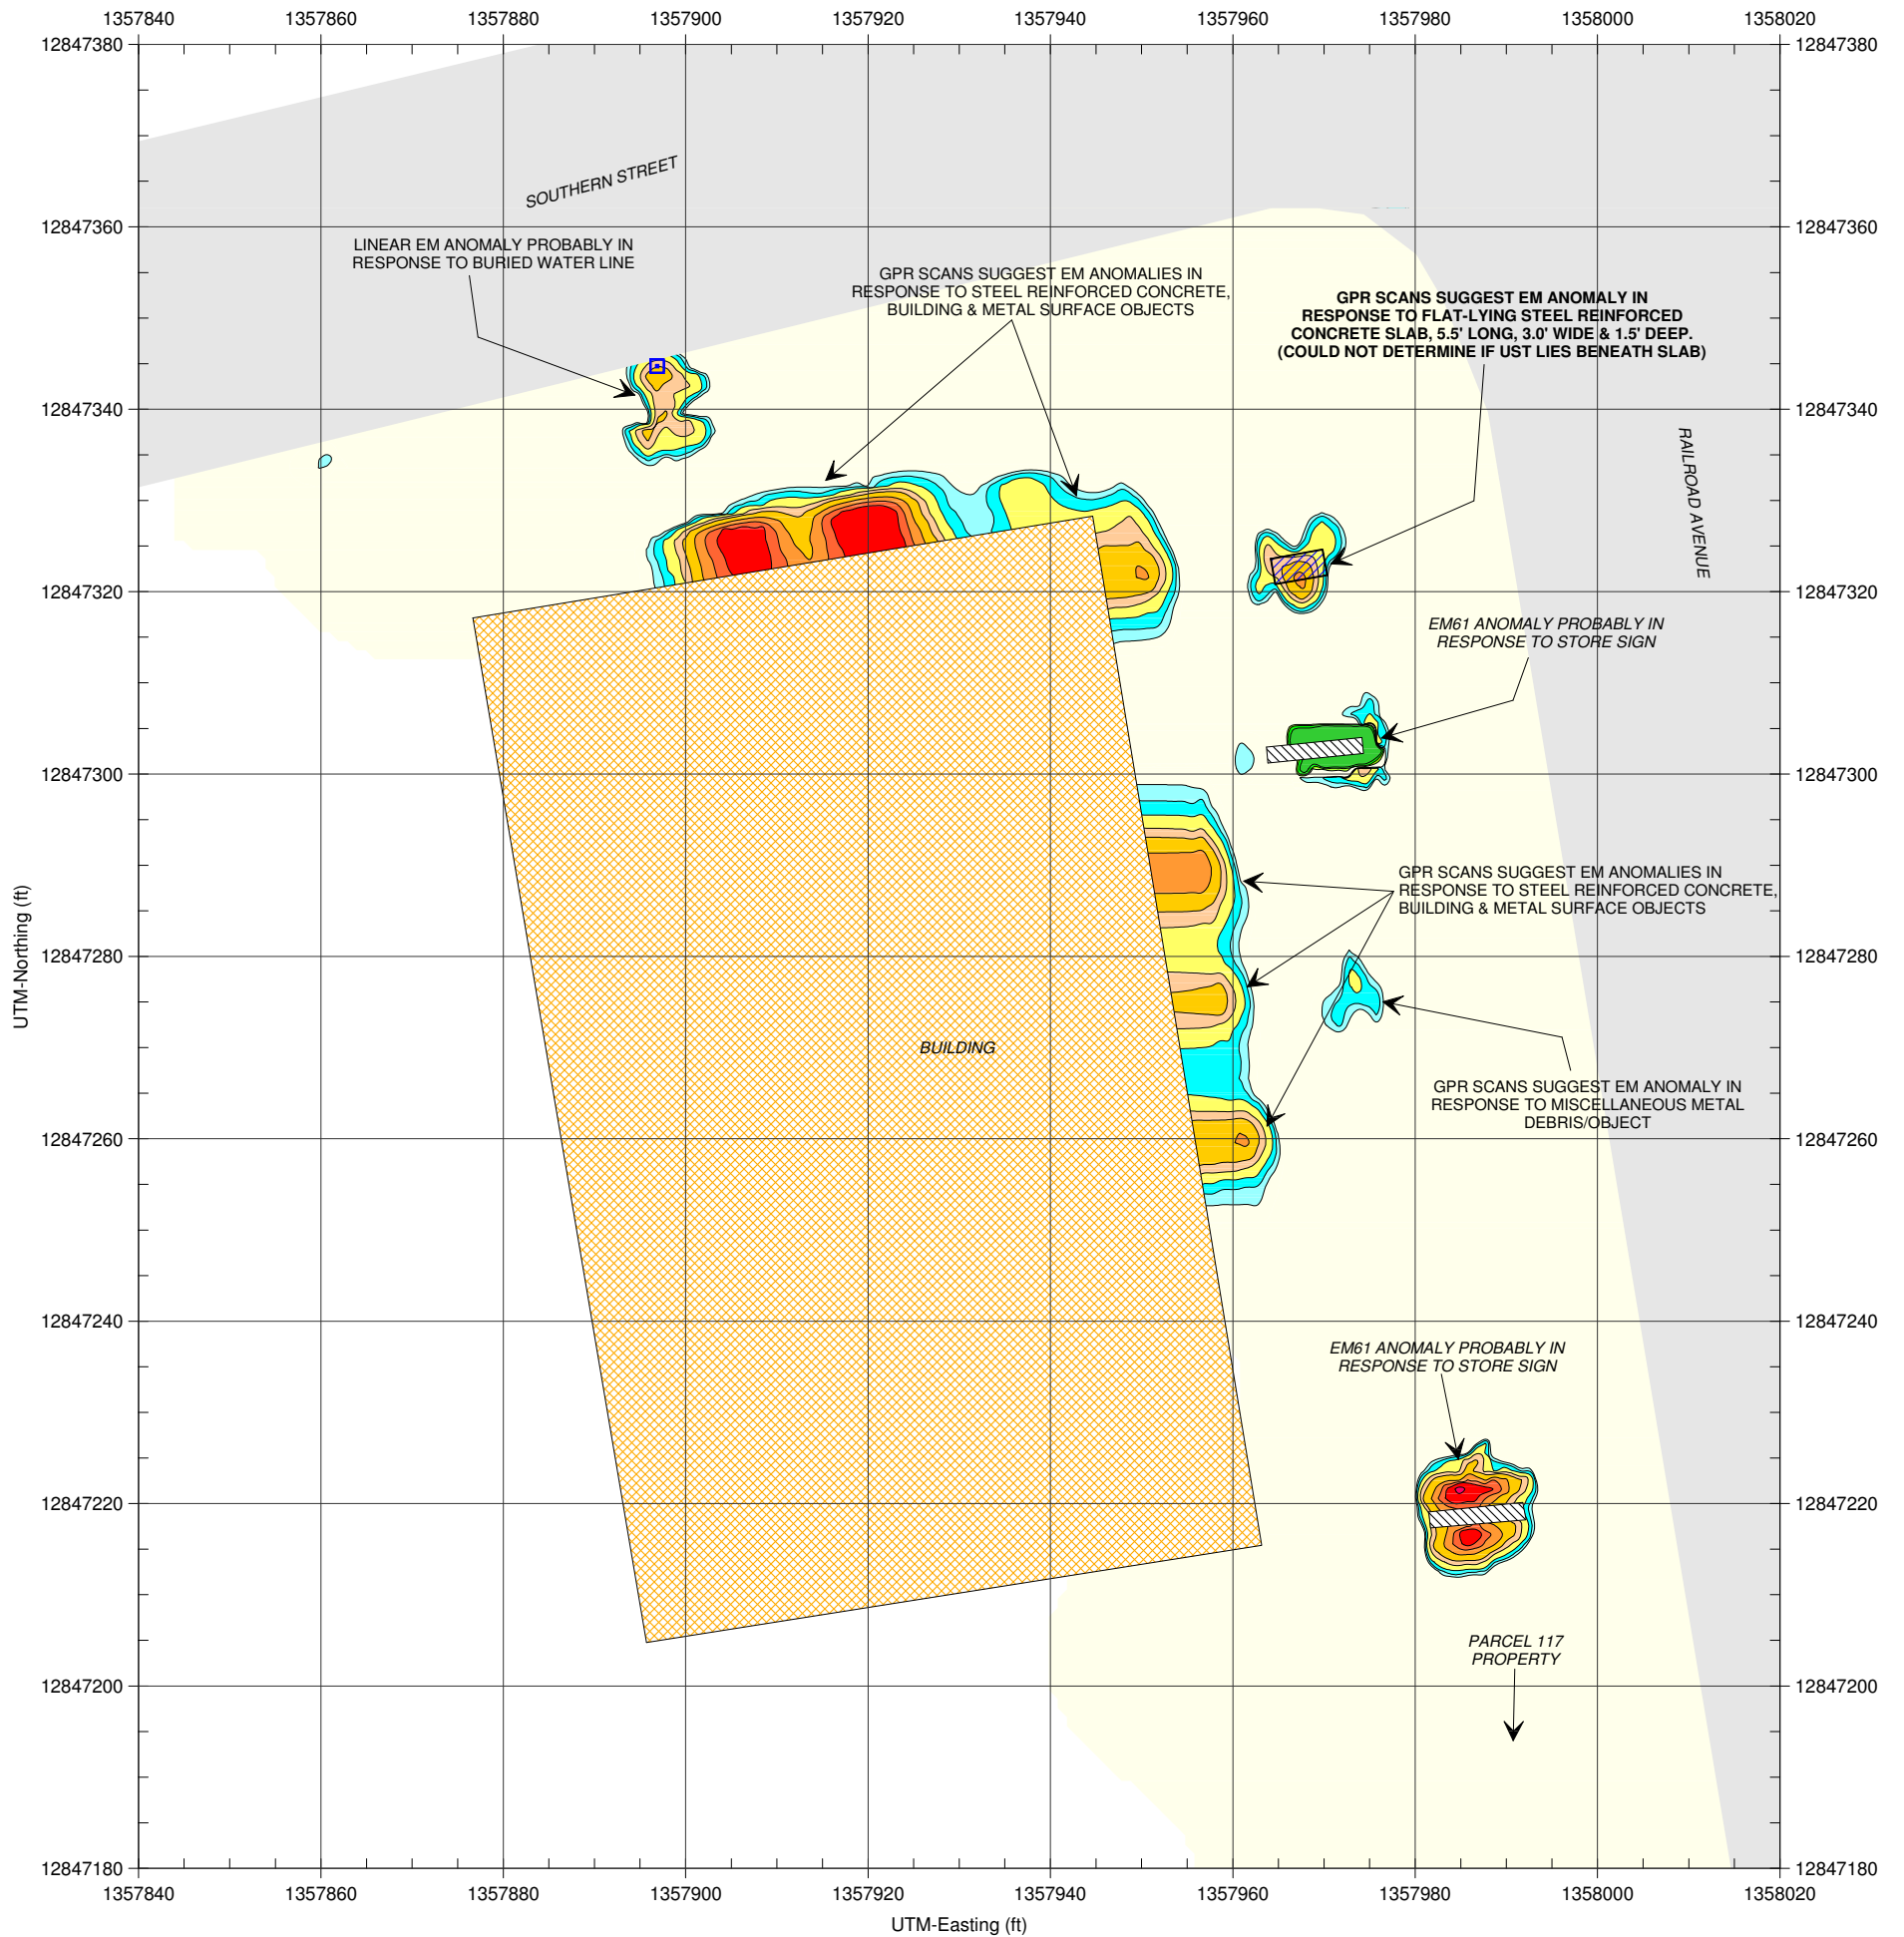 1357840 1357860 1357880 1357900 1357920 1357940 1357960 1357980 1358000 1358020
12847380 12847380
SOUTHERN STREET
12847360 12847360
LINEAR EM ANOMALY PROBABLY IN
RESPONSE TO BURIED WATER LINE
GPR SCANS SUGGEST EM ANOMALIES IN
RESPONSE TO STEEL REINFORCED CONCRETE,
BUILDING & METAL SURFACE OBJECTS
GPR SCANS SUGGEST EM ANOMALY IN
RESPONSE TO FLAT-LYING STEEL REINFORCED
CONCRETE SLAB, 5.5' LONG, 3.0' WIDE & 1.5' DEEP.
(COULD NOT DETERMINE IF UST LIES BENEATH SLAB)
12847340 12847340
RAILROAD AVENUE
12847320 12847320
EM61 ANOMALY PROBABLY IN
RESPONSE TO STORE SIGN
12847300 12847300
GPR SCANS SUGGEST EM ANOMALIES IN
RESPONSE TO STEEL REINFORCED CONCRETE,
BUILDING & METAL SURFACE OBJECTS
UTM-Northing (ft)
12847280 12847280
BUILDING
GPR SCANS SUGGEST EM ANOMALY IN
RESPONSE TO MISCELLANEOUS METAL
DEBRIS/OBJECT
12847260 12847260
12847240 12847240
EM61 ANOMALY PROBABLY IN
RESPONSE TO STORE SIGN
12847220 12847220
PARCEL 117
PROPERTY
12847200 12847200
12847180 12847180
1357840 1357860 1357880 1357900 1357920 1357940 1357960 1357980 1358000 1358020
UTM-Easting (ft)